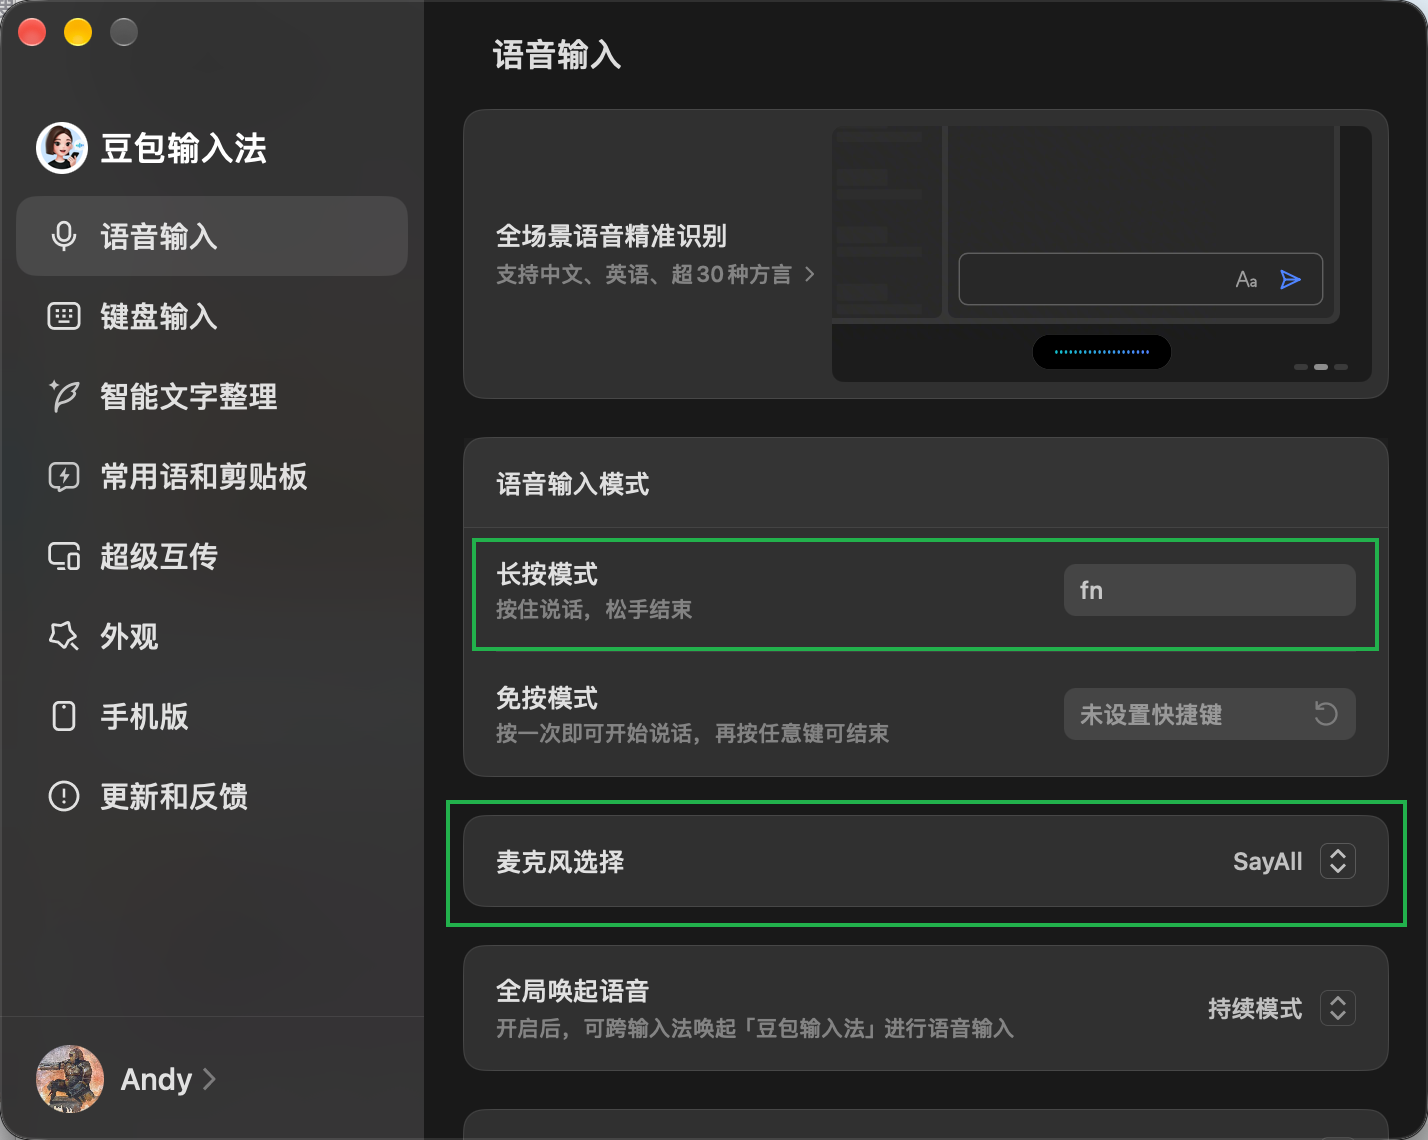 豆包输入法
语音输入
键盘输入
智能文字整理
常用语和剪贴板
超级互传
外观
手机版
更新和反馈
Andy
语音输入
全场景语音精准识别
支持中文、英语、超30种方言
Aa
语音输入模式
长按模式
按住说话，松手结束
fn
免按模式
按一次即可开始说话，再按任意键可结束
未设置快捷键
麦克风选择
SayAll
全局唤起语音
开启后，可跨输入法唤起「豆包输入法」进行语音输入
持续模式